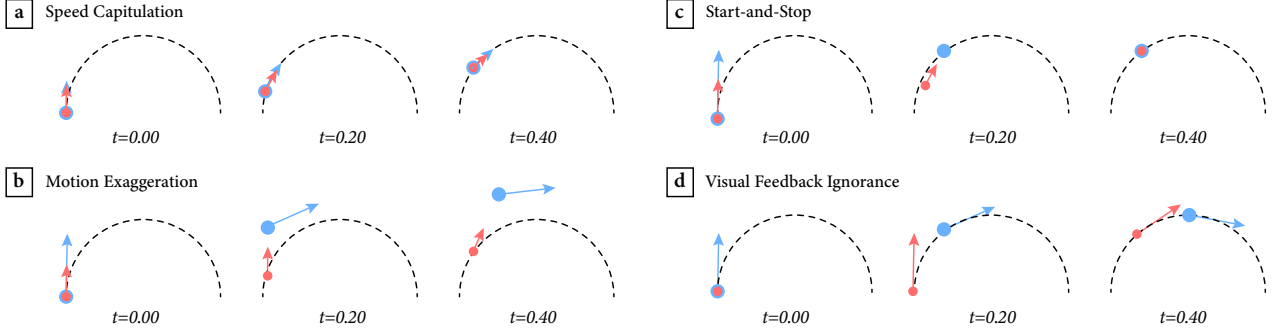 a Speed Capitulation
t=0.00 t=0.20 t=0.40
b Motion Exaggeration
t=0.00 t=0.20 t=0.40
c Start-and-Stop
t=0.00 t=0.20 t=0.40
d Visual Feedback Ignorance
t=0.00 t=0.20 t=0.40